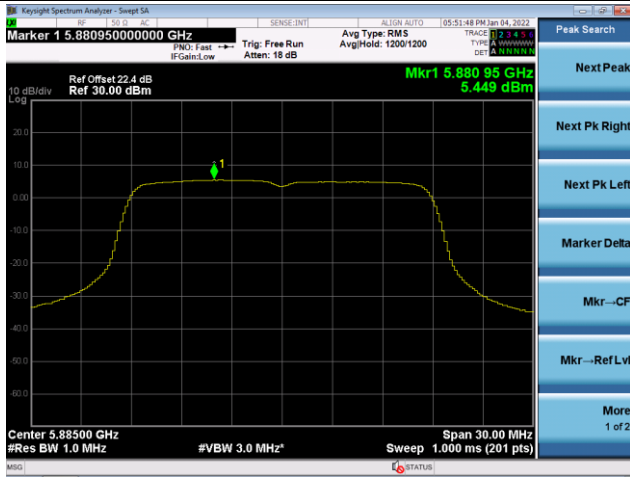 Keysight Spectrum Analyzer - Swept SA
RF 50 Ω AC SENSE:INT ALIGN AUTO 05:51:48 PM Jan 04, 2022
Marker 1 5.880950000000 GHz
PNO: Fast
IFGain:Low
Trig: Free Run
Atten: 18 dB
Avg Type: RMS
Avg|Hold: 1200/1200
TRACE 1 2 3 4 5 6
TYPE A WWWWW
DET A N N N N N
Peak Search
Next Peak
Next Pk Right
Next Pk Left
Marker Delta
Mkr→CF
Mkr→Ref Lvl
More
1 of 2
Mkr1 5.880 95 GHz
5.449 dBm
Ref Offset 22.4 dB
10 dB/div Ref 30.00 dBm
Log
20.0
10.0
0.00
-10.0
-20.0
-30.0
-40.0
-50.0
-60.0
1
Center 5.88500 GHz Span 30.00 MHz
#Res BW 1.0 MHz #VBW 3.0 MHz* Sweep 1.000 ms (201 pts)
MSG STATUS